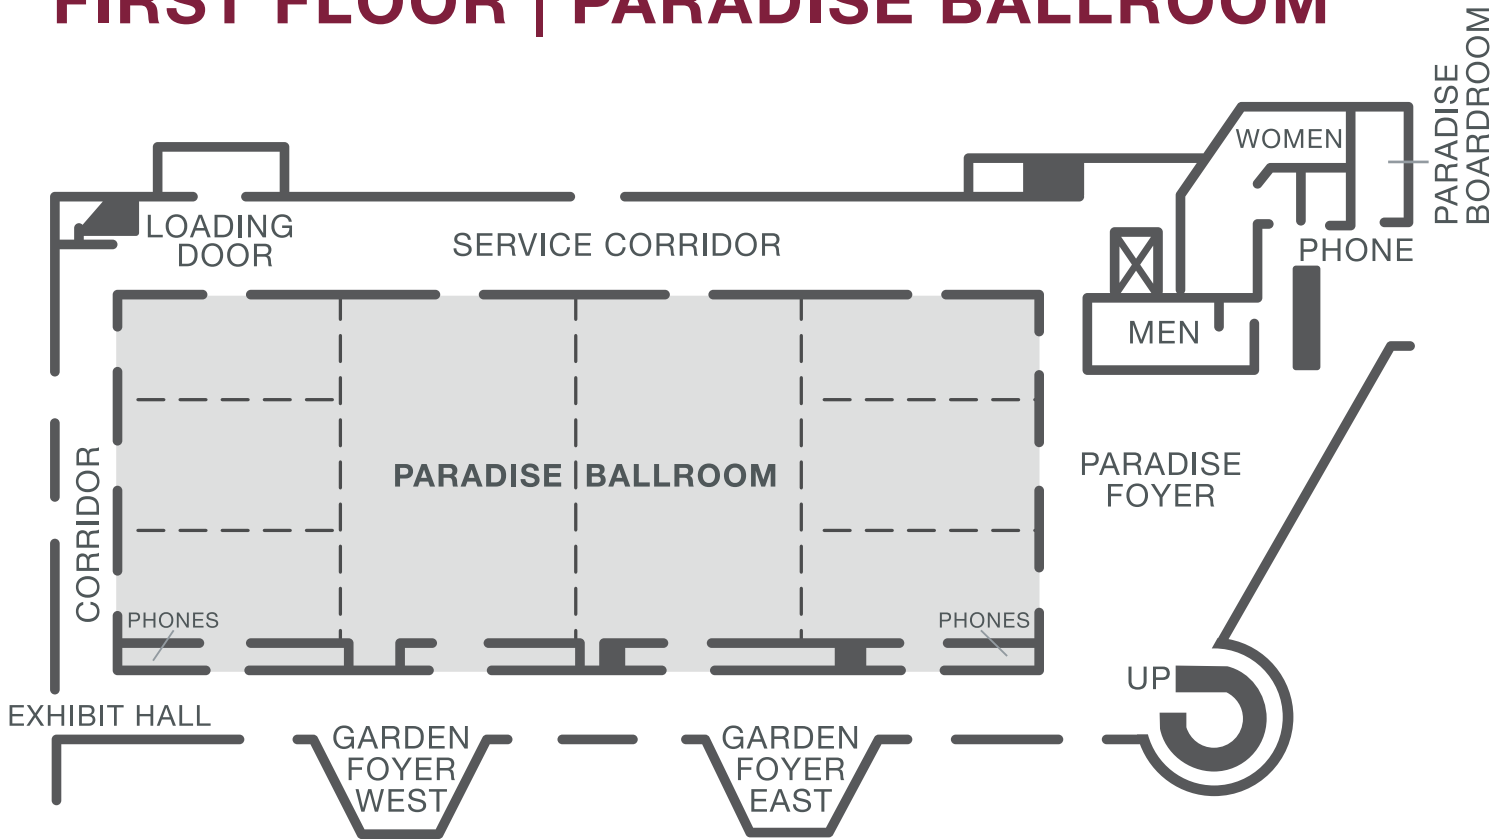 FIRST FLOOR | PARADISE BALLROOM
PARADISE
BOARDROOM
WOMEN
LOADING
DOOR
SERVICE CORRIDOR
PHONE
MEN
CORRIDOR
PARADISE BALLROOM
PARADISE
FOYER
PHONES
PHONES
UP
EXHIBIT HALL
GARDEN
FOYER
WEST
GARDEN
FOYER
EAST